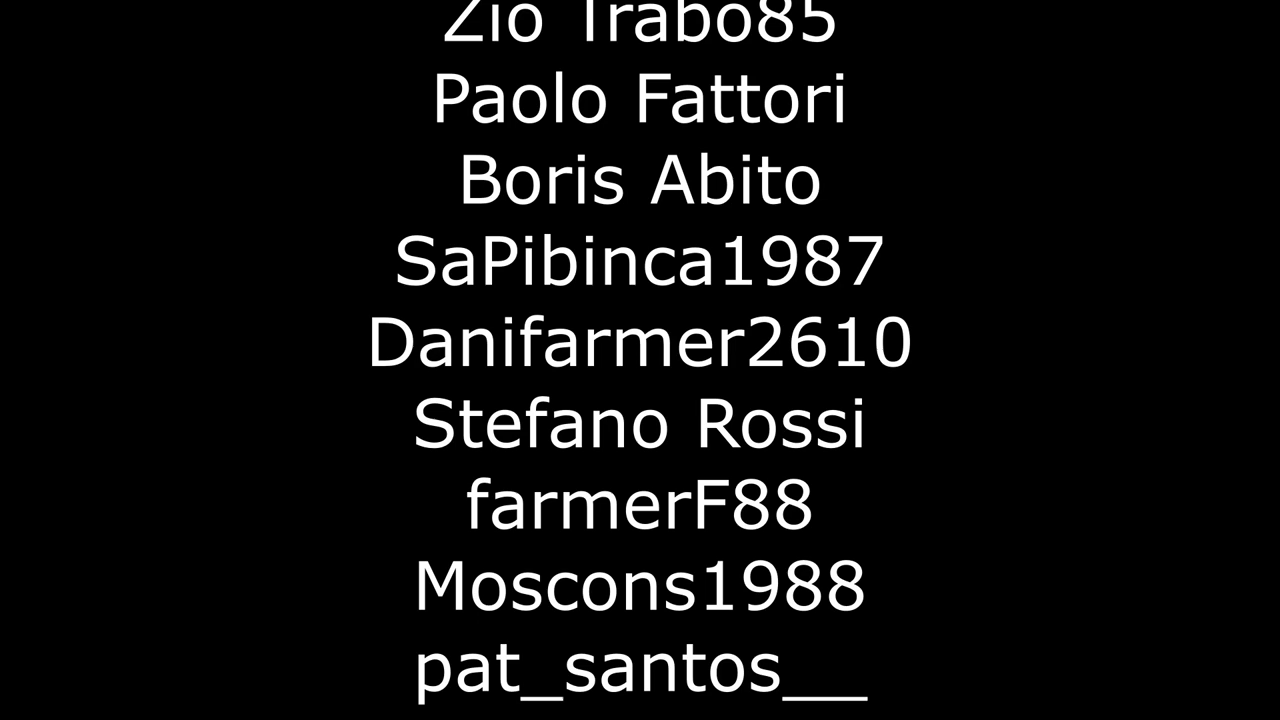 Zio Trabo85
Paolo Fattori
Boris Abito
SaPibinca1987
Danifarmer2610
Stefano Rossi
farmerF88
Moscons1988
pat_santos__